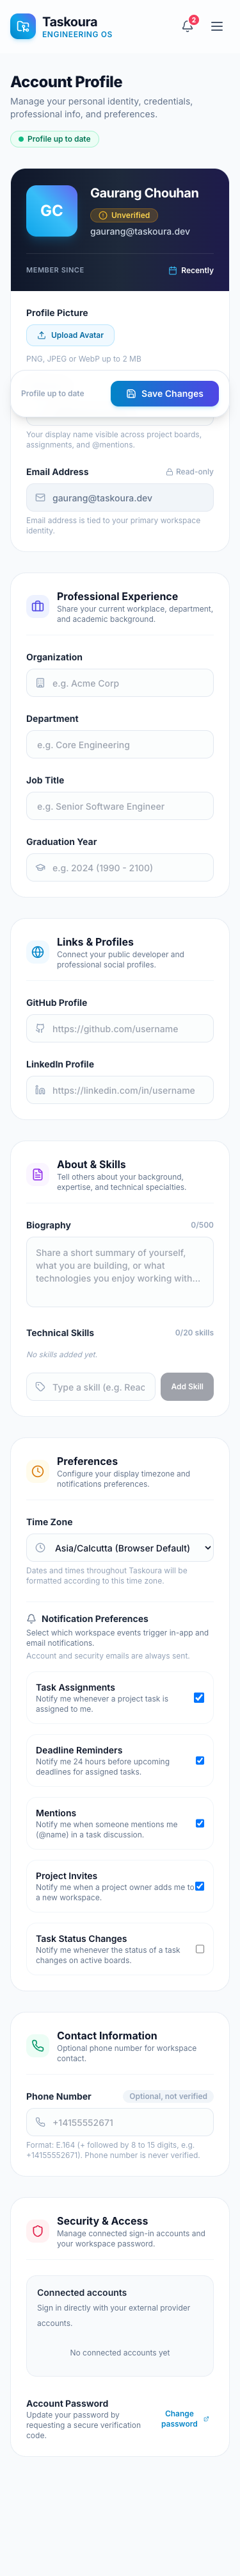 Taskoura
ENGINEERING OS
2
Account Profile
Manage your personal identity, credentials,
professional info, and preferences.
Profile up to date
GC
Gaurang Chouhan
Unverified
gaurang@taskoura.dev
MEMBER SINCE
Recently
Profile Picture
Upload Avatar
PNG, JPEG or WebP up to 2 MB
Profile up to date
Save Changes
Your display name visible across project boards,
assignments, and @mentions.
Email Address
Read-only
gaurang@taskoura.dev
Email address is tied to your primary workspace
identity.
Professional Experience
Share your current workplace, department,
and academic background.
Organization
e.g. Acme Corp
Department
e.g. Core Engineering
Job Title
e.g. Senior Software Engineer
Graduation Year
e.g. 2024 (1990 - 2100)
Links & Profiles
Connect your public developer and
professional social profiles.
GitHub Profile
https://github.com/username
LinkedIn Profile
https://linkedin.com/in/username
About & Skills
Tell others about your background,
expertise, and technical specialties.
Biography
0/500
Share a short summary of yourself,
what you are building, or what
technologies you enjoy working with...
Technical Skills
0/20 skills
No skills added yet.
Type a skill (e.g. Reac
Add Skill
Preferences
Configure your display timezone and
notifications preferences.
Time Zone
Asia/Calcutta (Browser Default)
Dates and times throughout Taskoura will be
formatted according to this time zone.
Notification Preferences
Select which workspace events trigger in-app and
email notifications.
Account and security emails are always sent.
Task Assignments
Notify me whenever a project task is
assigned to me.
Deadline Reminders
Notify me 24 hours before upcoming
deadlines for assigned tasks.
Mentions
Notify me when someone mentions me
(@name) in a task discussion.
Project Invites
Notify me when a project owner adds me to
a new workspace.
Task Status Changes
Notify me whenever the status of a task
changes on active boards.
Contact Information
Optional phone number for workspace
contact.
Phone Number
Optional, not verified
+14155552671
Format: E.164 (+ followed by 8 to 15 digits, e.g.
+14155552671). Phone number is never verified.
Security & Access
Manage connected sign-in accounts and
your workspace password.
Connected accounts
Sign in directly with your external provider
accounts.
No connected accounts yet
Account Password
Update your password by
requesting a secure verification
code.
Change
password